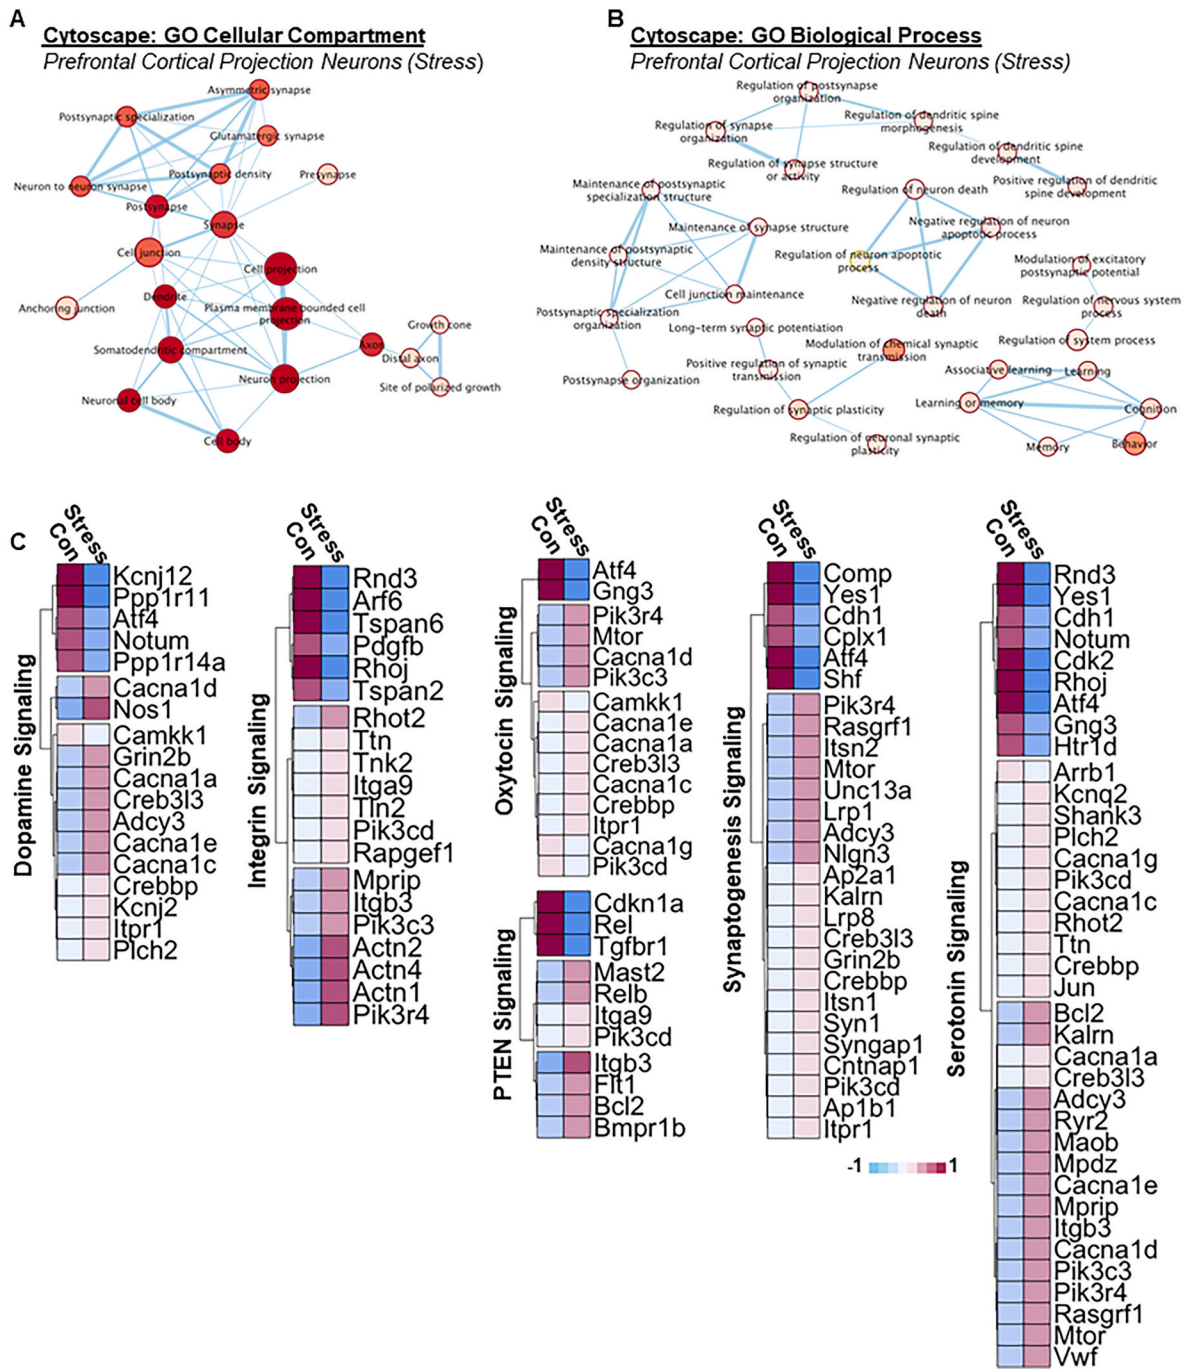 A
Cytoscape: GO Cellular Compartment
Prefrontal Cortical Projection Neurons (Stress)
Asymmetric synapse
Postsynaptic specialization
Glutamatergic synapse
Neuron to neuron synapse
Postsynaptic density
Presynapse
Postsynapse
Synapse
Cell junction
Cell projection
Anchoring junction
Dendrite
Plasma membrane bounded cell
projection
Growth cone
Somatodendritic compartment
Axon
Distal axon
Neuron projection
Site of polarized growth
Neuronal cell body
Cell body
B
Cytoscape: GO Biological Process
Prefrontal Cortical Projection Neurons (Stress)
Regulation of postsynapse
organization
Regulation of synapse
organization
Regulation of dendritic spine
morphogenesis
Regulation of dendritic spine
development
Regulation of synapse structure
or activity
Positive regulation of dendritic
spine development
Maintenance of postsynaptic
specialization structure
Regulation of neuron death
Maintenance of synapse structure
Negative regulation of neuron
apoptotic process
Maintenance of postsynaptic
density structure
Regulation of neuron apoptotic
process
Modulation of excitatory
postsynaptic potential
Cell junction maintenance
Negative regulation of neuron
death
Regulation of nervous system
process
Postsynaptic specialization
organization
Long-term synaptic potentiation
Modulation of chemical synaptic
transmission
Regulation of system process
Positive regulation of synaptic
transmission
Associative learning
Learning
Postsynapse organization
Learning or memory
Cognition
Regulation of synaptic plasticity
Regulation of neuronal synaptic
plasticity
Memory
Behavior
C
Dopamine Signaling
Con
Stress
Kcnj12
Ppp1r11
Atf4
Notum
Ppp1r14a
Cacna1d
Nos1
Camkk1
Grin2b
Cacna1a
Creb3l3
Adcy3
Cacna1e
Cacna1c
Crebbp
Kcnj2
Itpr1
Plch2
Integrin Signaling
Con
Stress
Rnd3
Arf6
Tspan6
Pdgfb
Rhoj
Tspan2
Rhot2
Ttn
Tnk2
Itga9
Tln2
Pik3cd
Rapgef1
Mprip
Itgb3
Pik3c3
Actn2
Actn4
Actn1
Pik3r4
Oxytocin Signaling
Con
Stress
Atf4
Gng3
Pik3r4
Mtor
Cacna1d
Pik3c3
Camkk1
Cacna1e
Cacna1a
Creb3l3
Cacna1c
Crebbp
Itpr1
Cacna1g
Pik3cd
PTEN Signaling
Cdkn1a
Rel
Tgfbr1
Mast2
Relb
Itga9
Pik3cd
Itgb3
Flt1
Bcl2
Bmpr1b
Synaptogenesis Signaling
Con
Stress
Comp
Yes1
Cdh1
Cplx1
Atf4
Shf
Pik3r4
Rasgrf1
Itsn2
Mtor
Unc13a
Lrp1
Adcy3
Nlgn3
Ap2a1
Kalrn
Lrp8
Creb3l3
Grin2b
Crebbp
Itsn1
Syn1
Syngap1
Cntnap1
Pik3cd
Ap1b1
Itpr1
-1
1
Serotonin Signaling
Con
Stress
Rnd3
Yes1
Cdh1
Notum
Cdk2
Rhoj
Atf4
Gng3
Htr1d
Arrb1
Kcnq2
Shank3
Plch2
Cacna1g
Pik3cd
Cacna1c
Rhot2
Ttn
Crebbp
Jun
Bcl2
Kalrn
Cacna1a
Creb3l3
Adcy3
Ryr2
Maob
Mpdz
Cacna1e
Mprip
Itgb3
Cacna1d
Pik3c3
Pik3r4
Rasgrf1
Mtor
Vwf